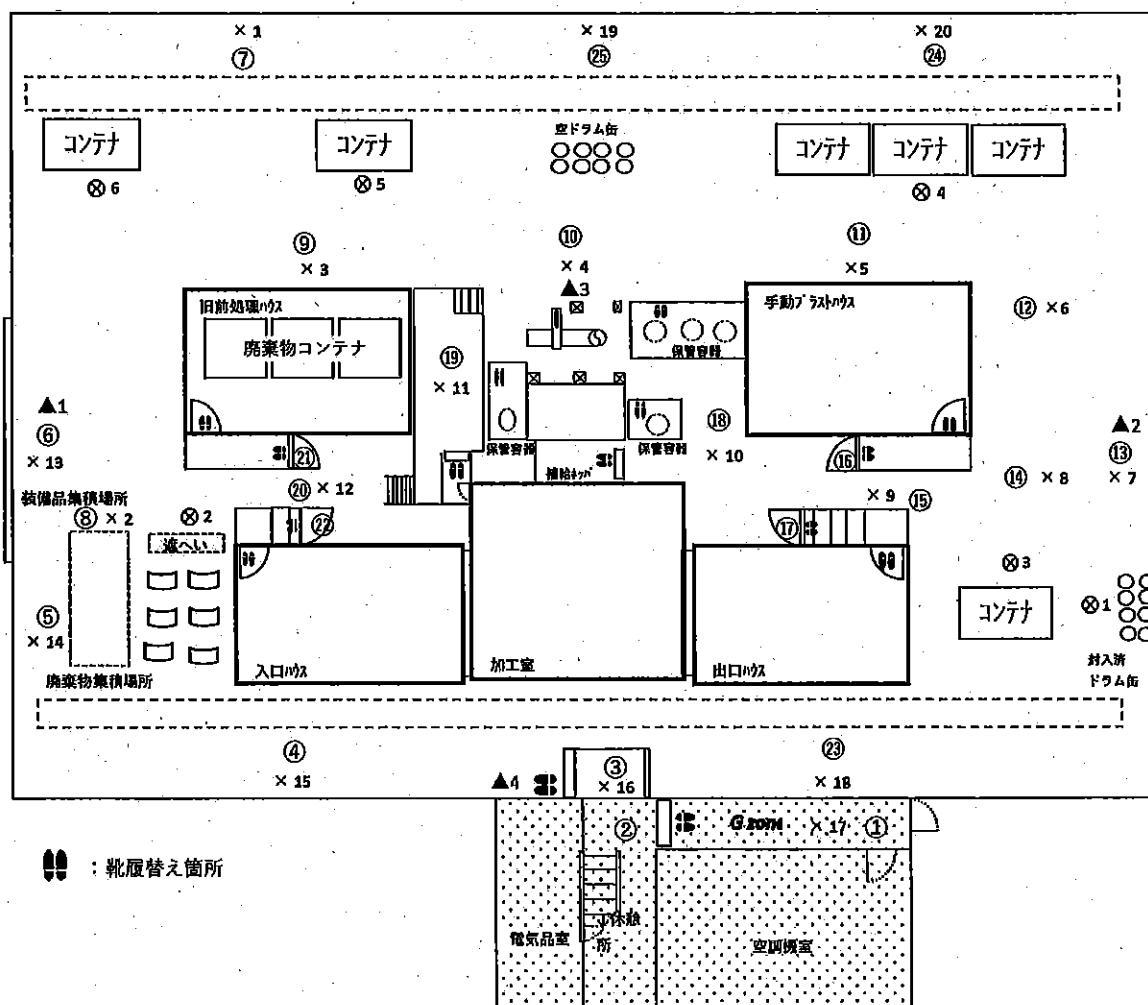 × 1
× 19
× 20
⑦
㉕
㉔
コンテナ
コンテナ
空ドラム缶
コンテナ
コンテナ
コンテナ
⊗ 6
⊗ 5
⊗ 4
⑨
⑩
⑪
× 3
× 4
× 5
▲3
旧前処理ハウス
手動ブラストハウス
⑫ × 6
廃棄物コンテナ
保管容器
⑲
× 11
▲1
⑥
× 13
⑱
× 10
▲2
⑬
× 7
保管容器
保管容器
補給ホッパ
㉑
⑯
⑭ × 8
⑳ × 12
× 9 ⑮
装備品集積場所
⑧ × 2
⊗ 2
遮へい
㉒
⑰
⊗ 3
コンテナ
⊗ 1
⑤
× 14
封入済
ドラム缶
廃棄物集積場所
入口ハウス
加工室
出口ハウス
④
× 15
▲4
③
× 16
㉓
× 18
②
G zone
× 17 ①
：靴履替え箇所
電気品室
所
空調機室